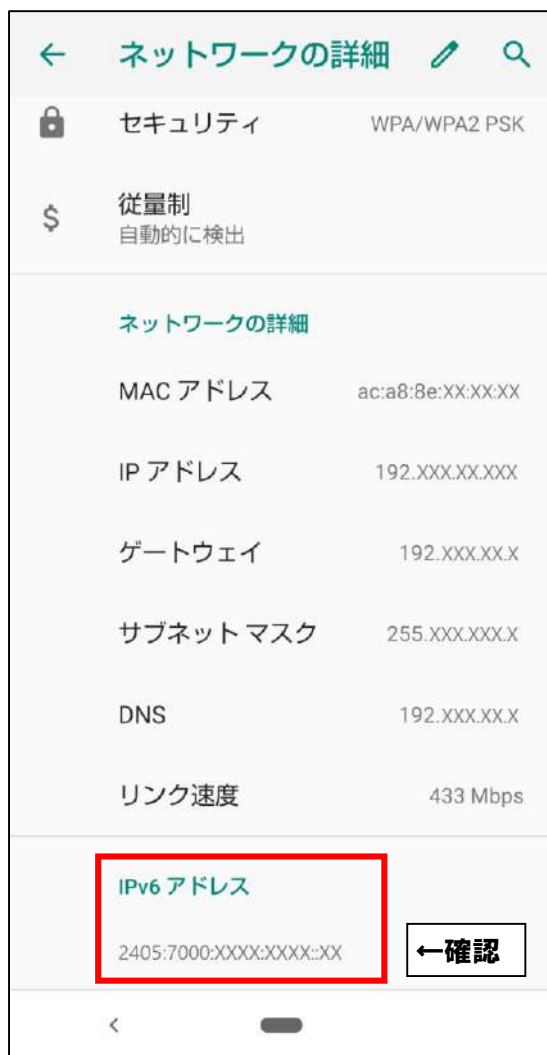 ネットワークの詳細
セキュリティ WPA/WPA2 PSK
従量制
自動的に検出
ネットワークの詳細
MAC アドレス ac:a8:8e:XX:XX:XX
IP アドレス 192.XXX.XX.XXX
ゲートウェイ 192.XXX.XX.X
サブネット マスク 255.XXX.XXX.X
DNS 192.XXX.XX.X
リンク速度 433 Mbps
IPv6 アドレス
2405:7000:XXXX:XXXX::XX ←確認